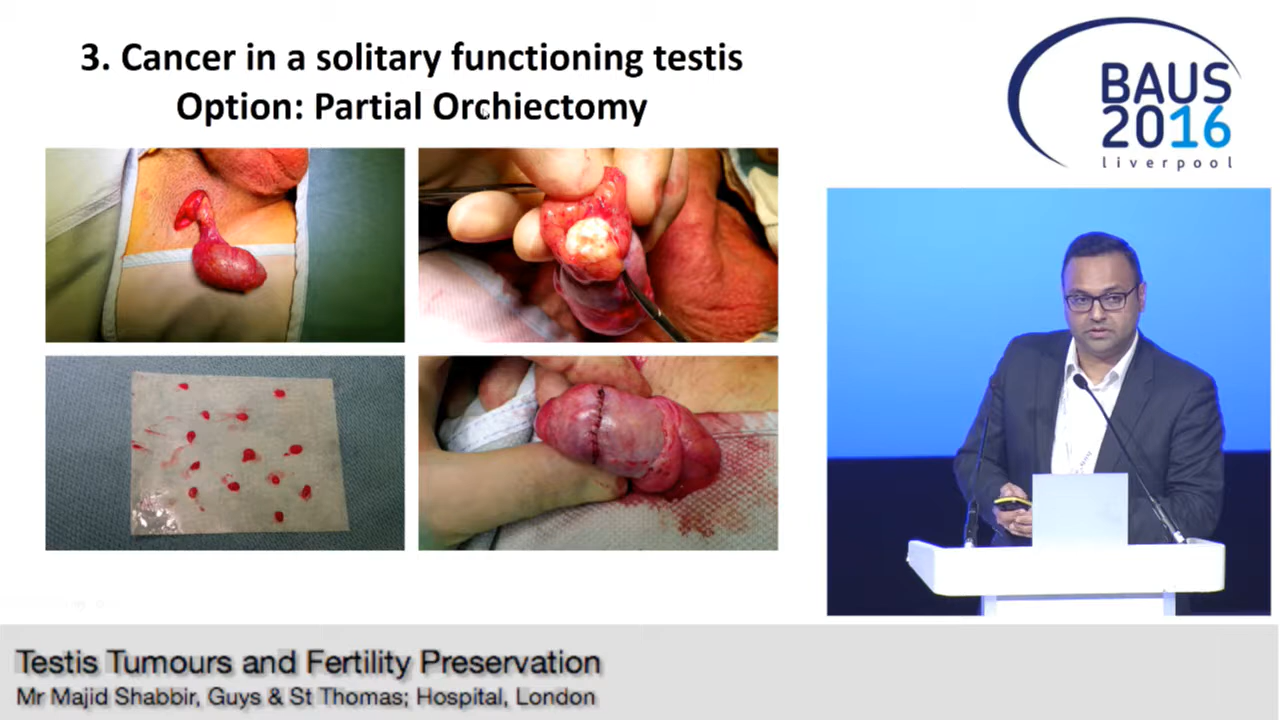 3. Cancer in a solitary functioning testis
Option: Partial Orchiectomy
BAUS
2016
liverpool
Testis Tumours and Fertility Preservation
Mr Majid Shabbir, Guys & St Thomas; Hospital, London